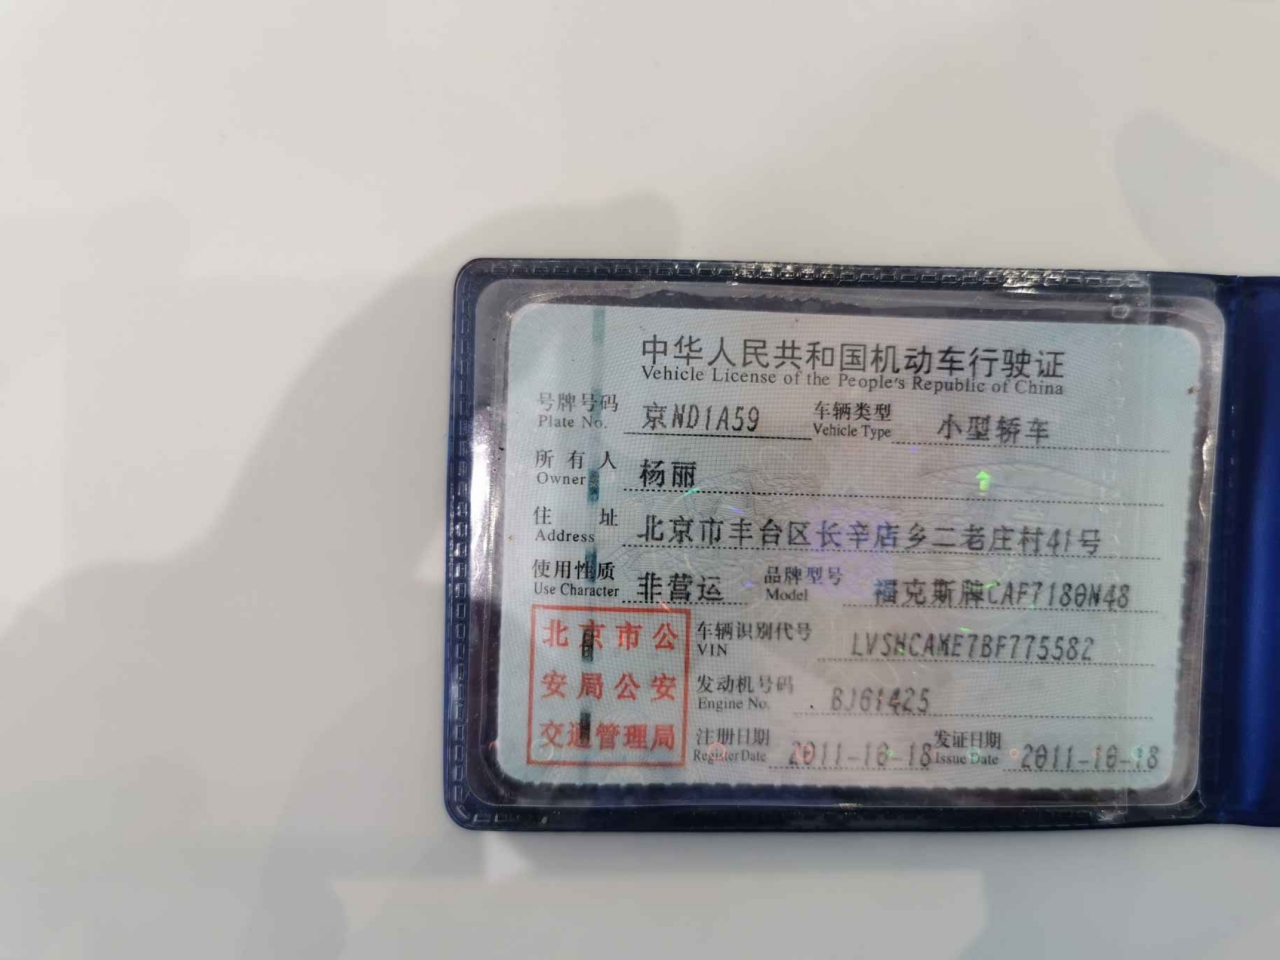 中华人民共和国机动车行驶证
Vehicle License of the People's Republic of China
号牌号码 京ND1A59 车辆类型 小型轿车
Plate No. Vehicle Type
所有人 杨丽
Owner
住址 北京市丰台区长辛店乡二老庄村41号
Address
使用性质 非营运 品牌型号 福克斯牌CAF7180N48
Use Character Model
北京市公
安局公安
交通管理局
车辆识别代号 LVSHCAME7BF775582
VIN
发动机号码 BJ61425
Engine No.
注册日期 2011-10-18 发证日期 2011-10-18
Register Date Issue Date